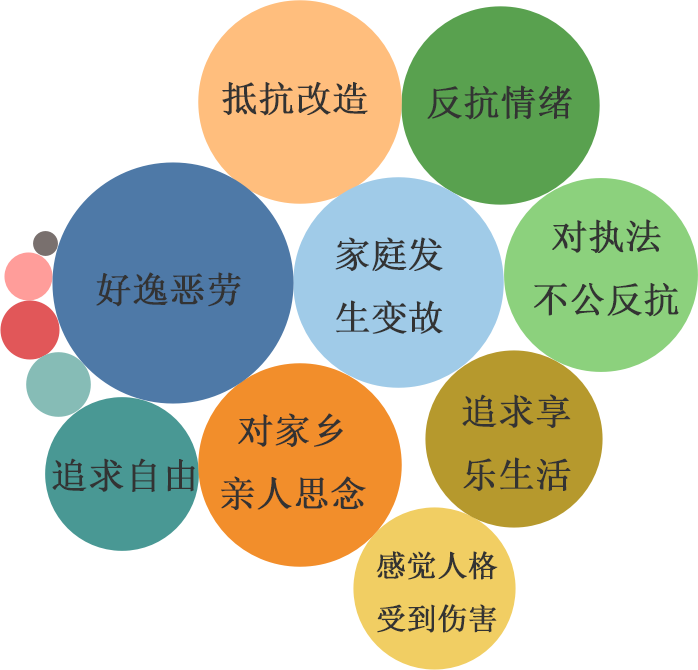 抵抗改造
反抗情绪
好逸恶劳
家庭发
生变故
对执法
不公反抗
追求自由
对家乡
亲人思念
追求享
乐生活
感觉人格
受到伤害